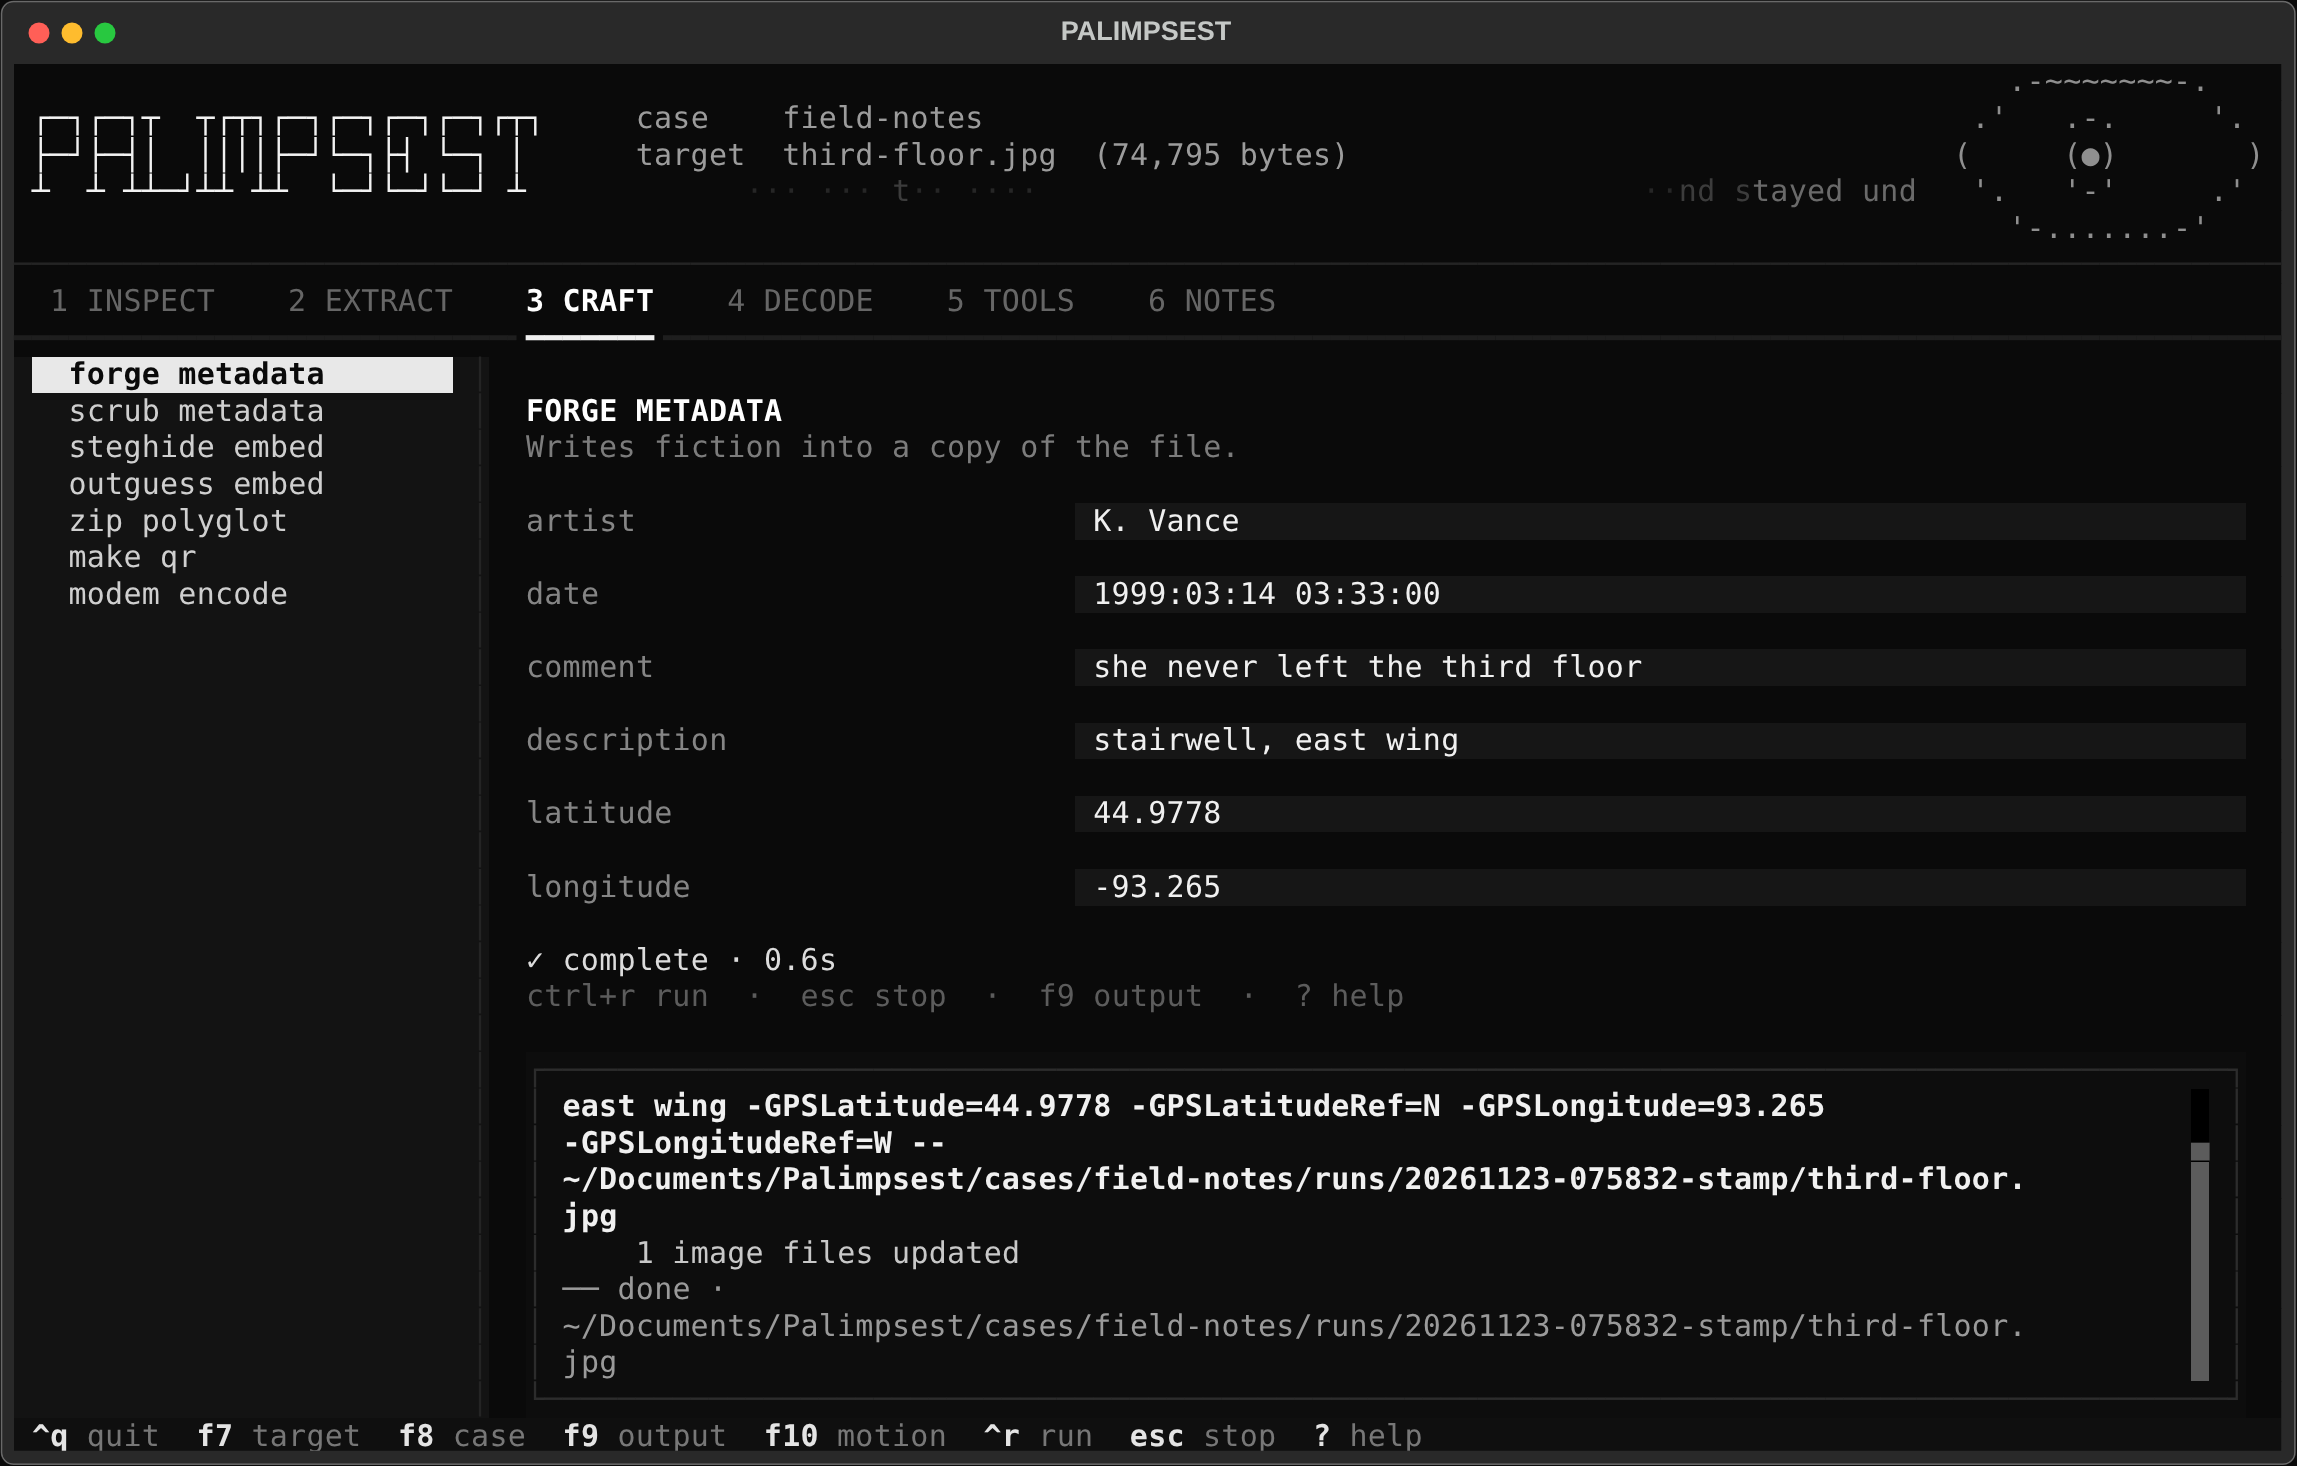 PALIMPSEST
PALIMPSEST
case field-notes
target third-floor.jpg (74,795 bytes)
t
nd stayed und
1 INSPECT 2 EXTRACT 3 CRAFT 4 DECODE 5 TOOLS 6 NOTES
forge metadata
scrub metadata
steghide embed
outguess embed
zip polyglot
make qr
modem encode
FORGE METADATA
Writes fiction into a copy of the file.
artist K. Vance
date 1999:03:14 03:33:00
comment she never left the third floor
description stairwell, east wing
latitude 44.9778
longitude -93.265
✓ complete · 0.6s
ctrl+r run · esc stop · f9 output · ? help
east wing -GPSLatitude=44.9778 -GPSLatitudeRef=N -GPSLongitude=93.265
-GPSLongitudeRef=W --
~/Documents/Palimpsest/cases/field-notes/runs/20261123-075832-stamp/third-floor.
jpg
1 image files updated
── done ·
~/Documents/Palimpsest/cases/field-notes/runs/20261123-075832-stamp/third-floor.
jpg
^q quit f7 target f8 case f9 output f10 motion ^r run esc stop ? help